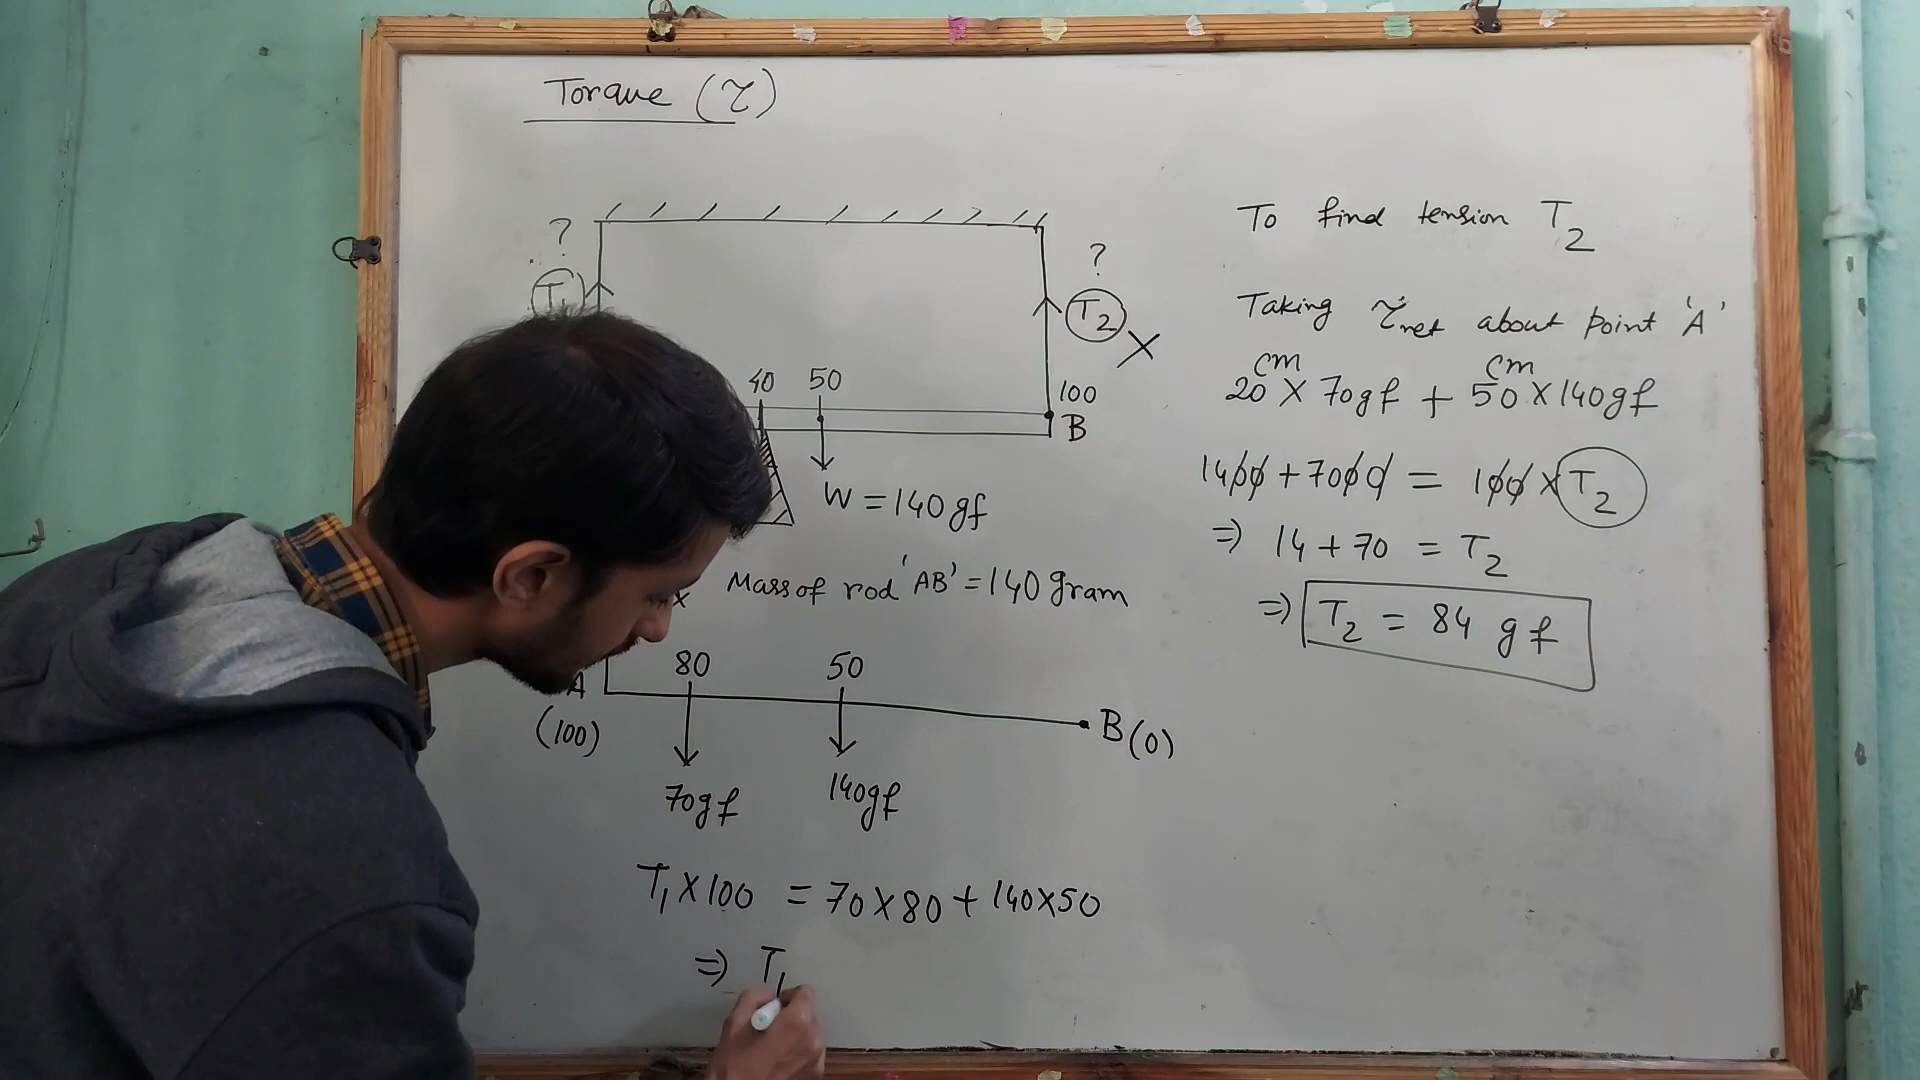 Torque (τ)
?
T₁
?
T₂
X
40 50
100
B
W = 140 gf
Mass of rod 'AB' = 140 gram
x
80 50
A
(100)
B (0)
70gf
140gf
T₁ X 100 = 70 X 80 + 140 X 50
⇒ T₁
To find tension T₂
Taking τnet about point 'A'
cm cm
20 X 70gf + 50 X 140gf
1400 + 7000 = 100 X T₂
⇒ 14 + 70 = T₂
⇒ T₂ = 84 gf